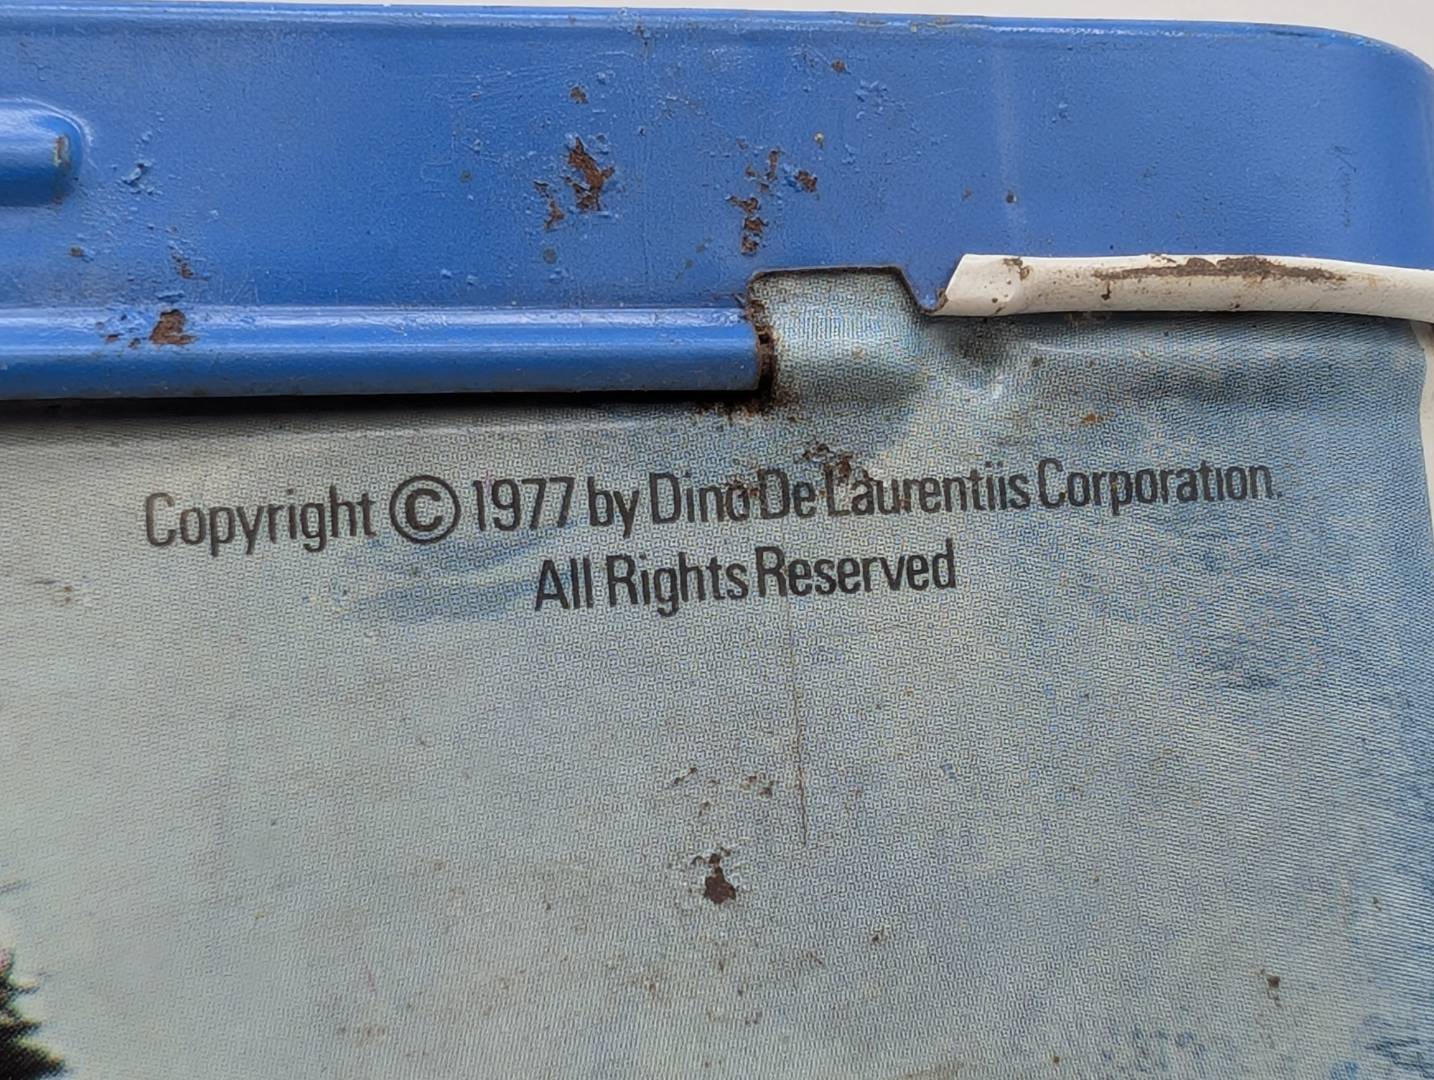 Copyright © 1977 by Dino De Laurentiis Corporation.
All Rights Reserved